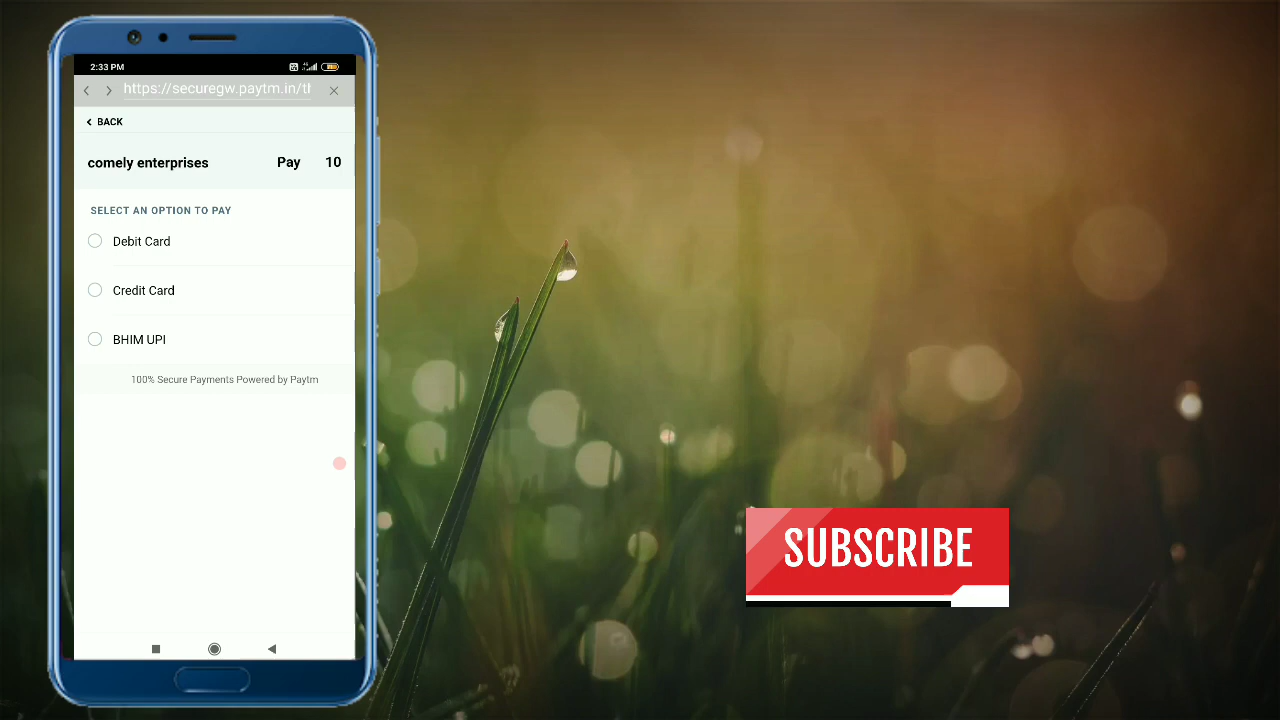 2:33 PM
https://securegw.paytm.in/tl
BACK
comely enterprises Pay 10
SELECT AN OPTION TO PAY
Debit Card
Credit Card
BHIM UPI
100% Secure Payments Powered by Paytm
SUBSCRIBE